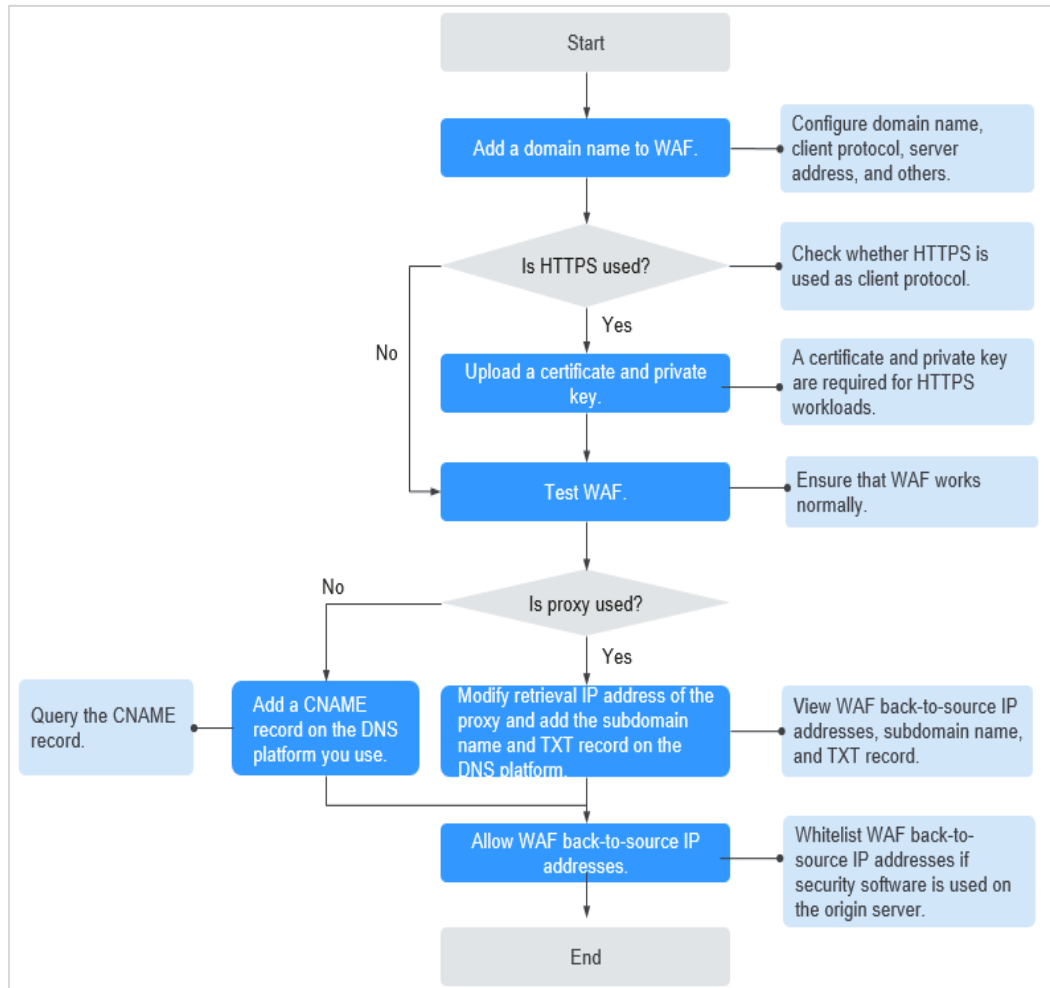 Start
Add a domain name to WAF.
Configure domain name,
client protocol, server
address, and others.
Is HTTPS used?
Check whether HTTPS is
used as client protocol.
Yes
No
Upload a certificate and private
key.
A certificate and private key
are required for HTTPS
workloads.
Test WAF.
Ensure that WAF works
normally.
No
Is proxy used?
Yes
Query the CNAME
record.
Add a CNAME
record on the DNS
platform you use.
Modify retrieval IP address of the
proxy and add the subdomain
name and TXT record on the
DNS platform.
View WAF back-to-source IP
addresses, subdomain name,
and TXT record.
Allow WAF back-to-source IP
addresses.
Whitelist WAF back-to-
source IP addresses if
security software is used on
the origin server.
End